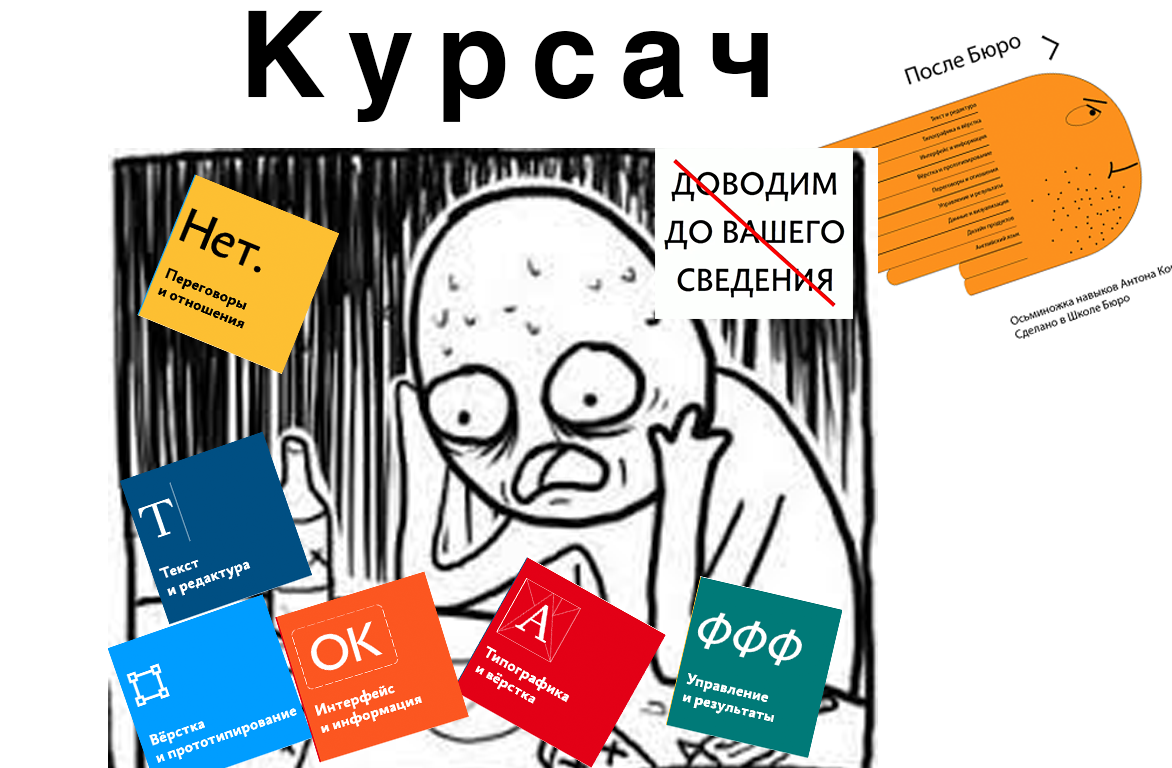 Курсач
После Бюро
Текст и редактура
Типографика и вёрстка
Интерфейс и информация
Вёрстка и прототипирование
Переговоры и отношения
Управление и результаты
Данные и визуализация
Дизайн продуктов
Английский язык
Осьминожка навыков Антона
Сделано в Школе Бюро
ДОВОДИМ
ДО ВАШЕГО
СВЕДЕНИЯ
Нет.
Переговоры
и отношения
Т
Текст
и редактура
Вёрстка
и прототипирование
ОК
Интерфейс
и информация
А
Типографика
и вёрстка
ФФФ
Управление
и результаты